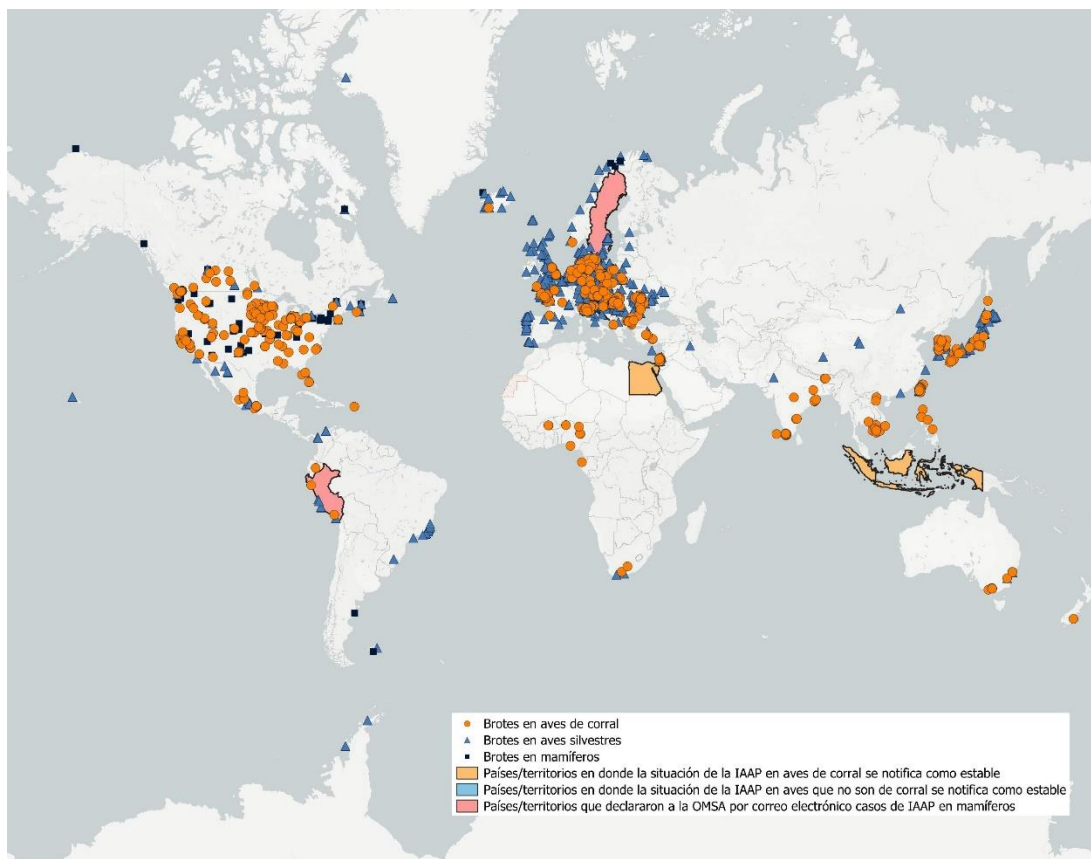 Brotes en aves de corral
Brotes en aves silvestres
Brotes en mamíferos
Países/territorios en donde la situación de la IAAP en aves de corral se notifica como estable
Países/territorios en donde la situación de la IAAP en aves que no son de corral se notifica como estable
Países/territorios que declararon a la OMSA por correo electrónico casos de IAAP en mamíferos